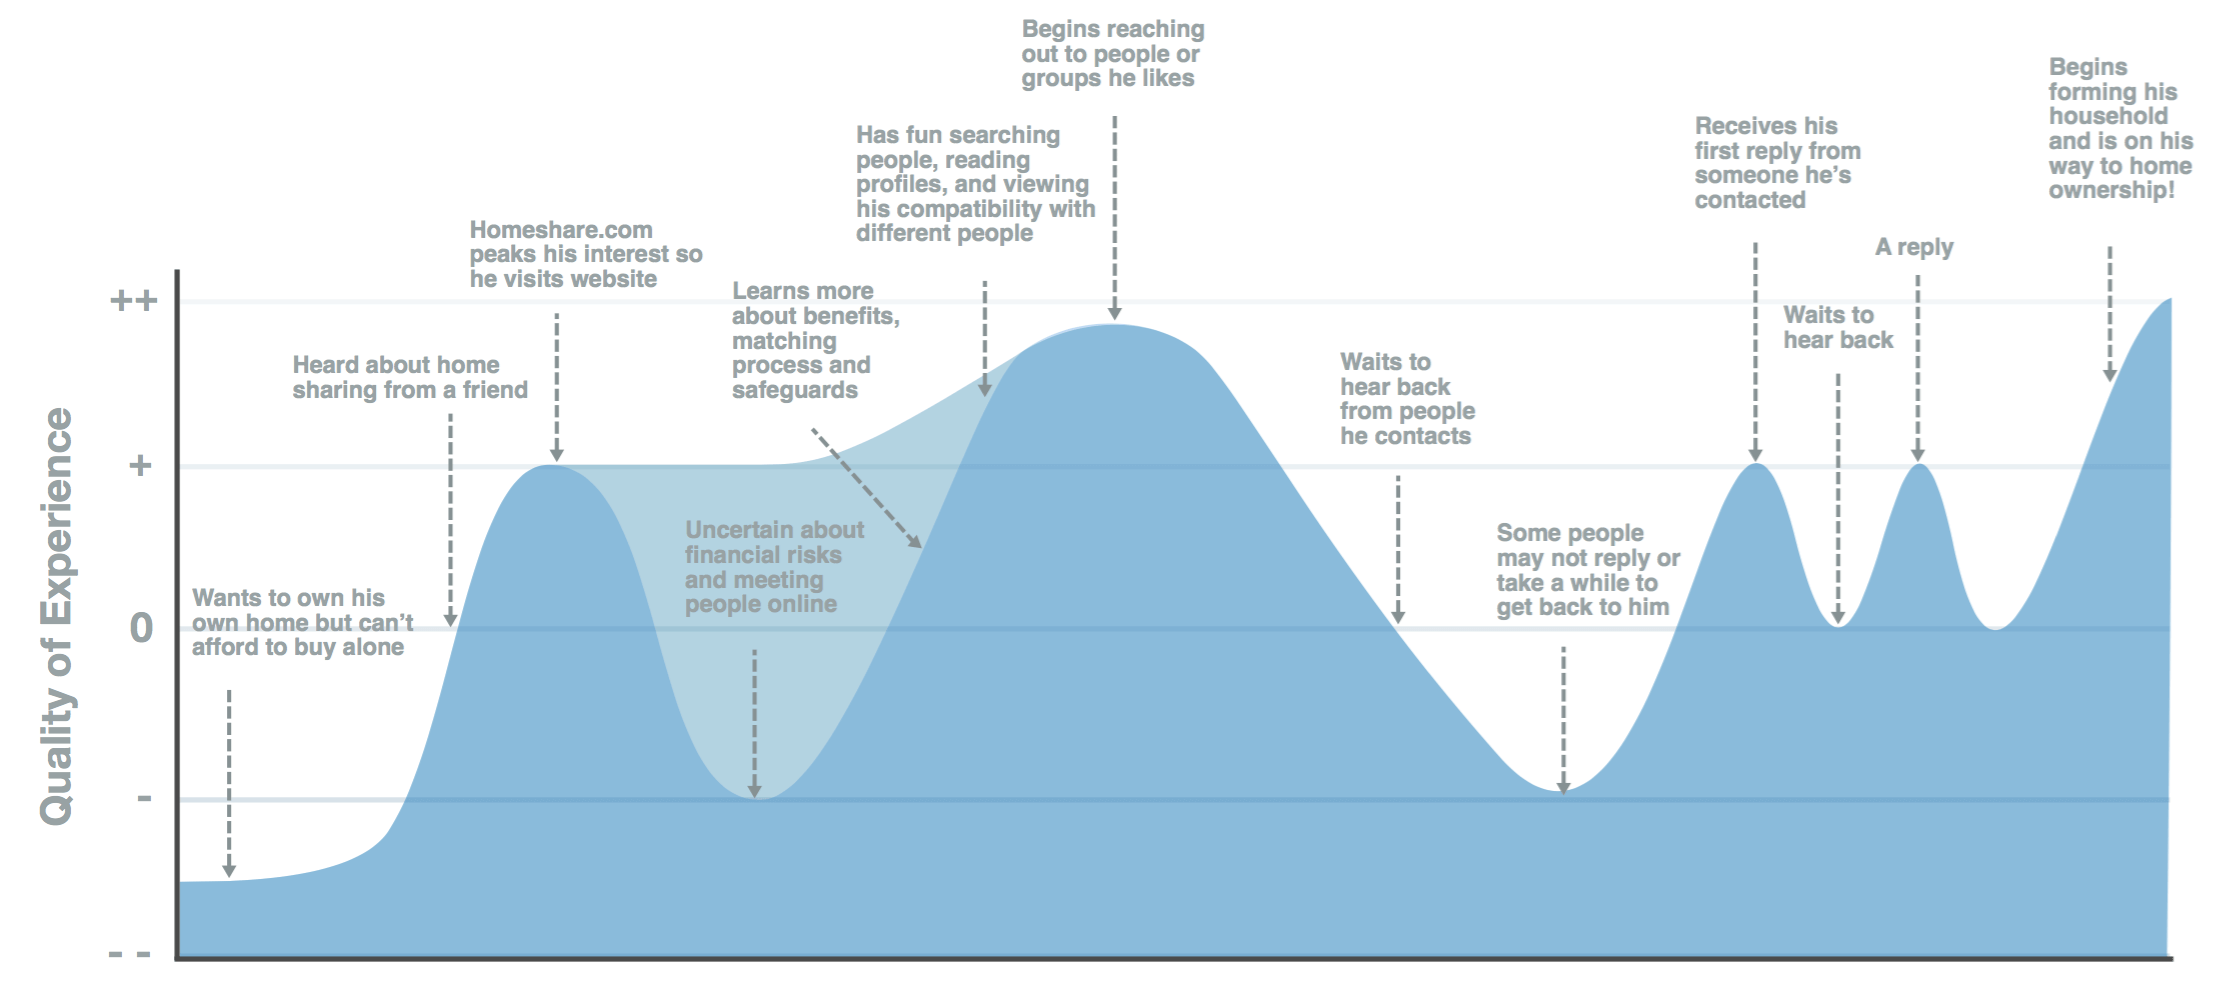 Begins reaching
out to people or
groups he likes
Begins
forming his
household
and is on his
way to home
ownership!
Has fun searching
people, reading
profiles, and viewing
his compatibility with
different people
Receives his
first reply from
someone he's
contacted
Homeshare.com
peaks his interest so
he visits website
A reply
Learns more
about benefits,
matching
process and
safeguards
Waits to
hear back
Heard about home
sharing from a friend
Waits to
hear back
from people
he contacts
Uncertain about
financial risks
and meeting
people online
Some people
may not reply or
take a while to
get back to him
Wants to own his
own home but can't
afford to buy alone
Quality of Experience
++
+
0
-
- -